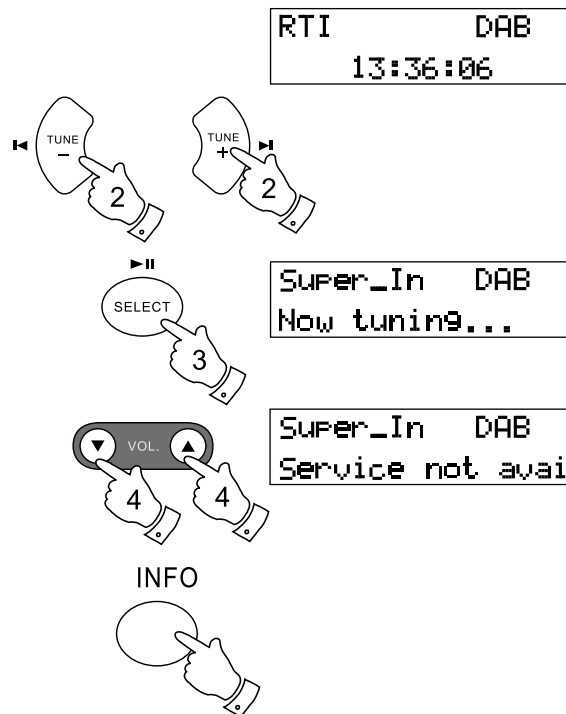 RTI DAB
13:36:06
TUNE
−
2
TUNE
+
2
SELECT
3
Super_In DAB
Now tuning...
VOL.
4
4
Super_In DAB
Service not avai
INFO